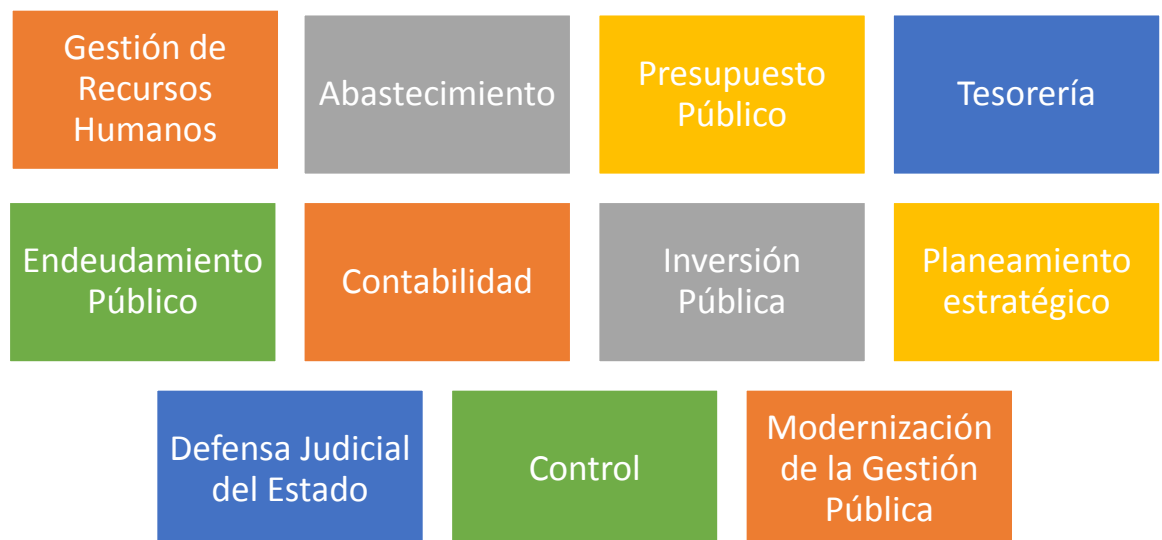 Gestión de
Recursos
Humanos
Abastecimiento
Presupuesto
Público
Tesorería
Endeudamiento
Público
Contabilidad
Inversión
Pública
Planeamiento
estratégico
Defensa Judicial
del Estado
Control
Modernización
de la Gestión
Pública